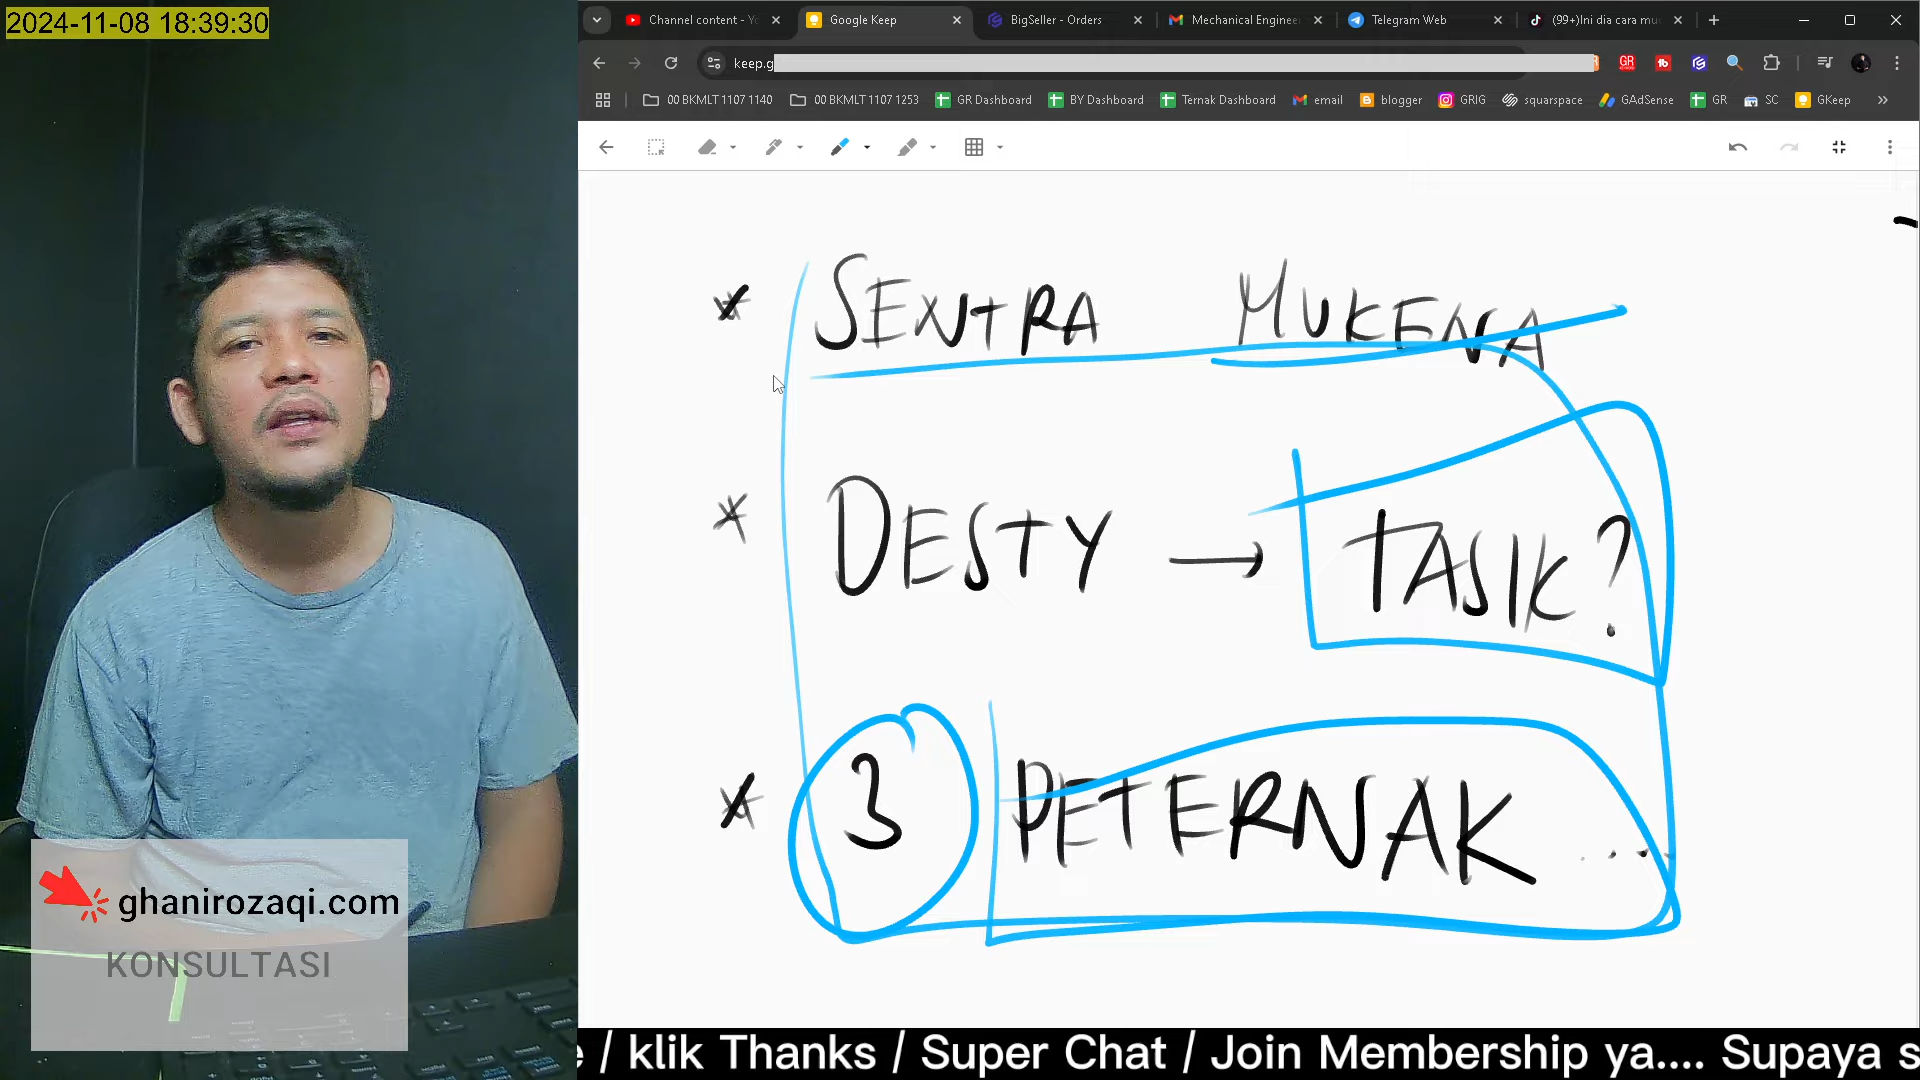 2024-11-08 18:39:30
Channel content - Yo
Google Keep
BigSeller - Orders
Mechanical Enginee
Telegram Web
(99+)Ini dia cara mu
keep.g
00 BKMLT 1107 1140
00 BKMLT 1107 1253
GR Dashboard
BY Dashboard
Ternak Dashboard
email
blogger
GRIG
squarspace
GAdSense
GR
SC
GKeep
* SENTRA MUKENA
* DESTY → TASIK?
* 3 PETERNAK ...
ghanirozaqi.com
KONSULTASI
/ klik Thanks / Super Chat / Join Membership ya.... Supaya s